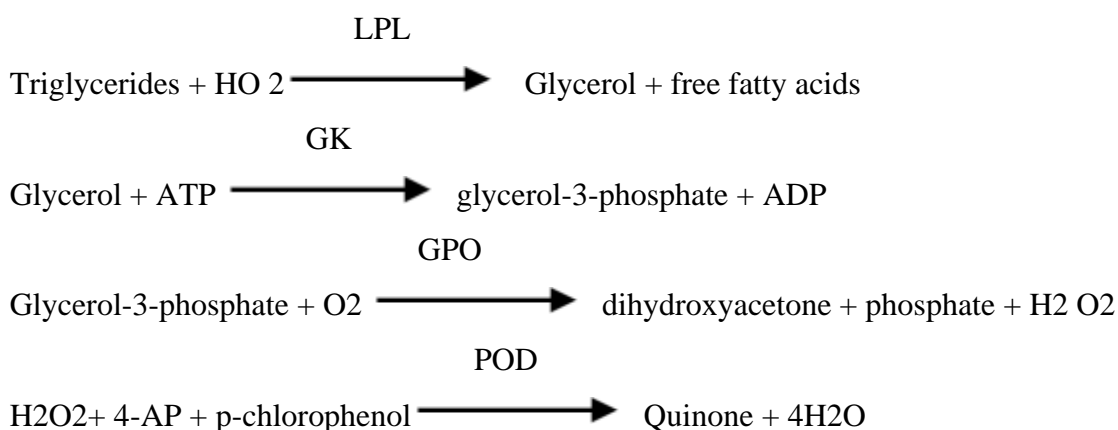 LPL
Triglycerides + HO 2 Glycerol + free fatty acids
GK
Glycerol + ATP glycerol-3-phosphate + ADP
GPO
Glycerol-3-phosphate + O2 dihydroxyacetone + phosphate + H2 O2
POD
H2O2+ 4-AP + p-chlorophenol Quinone + 4H2O